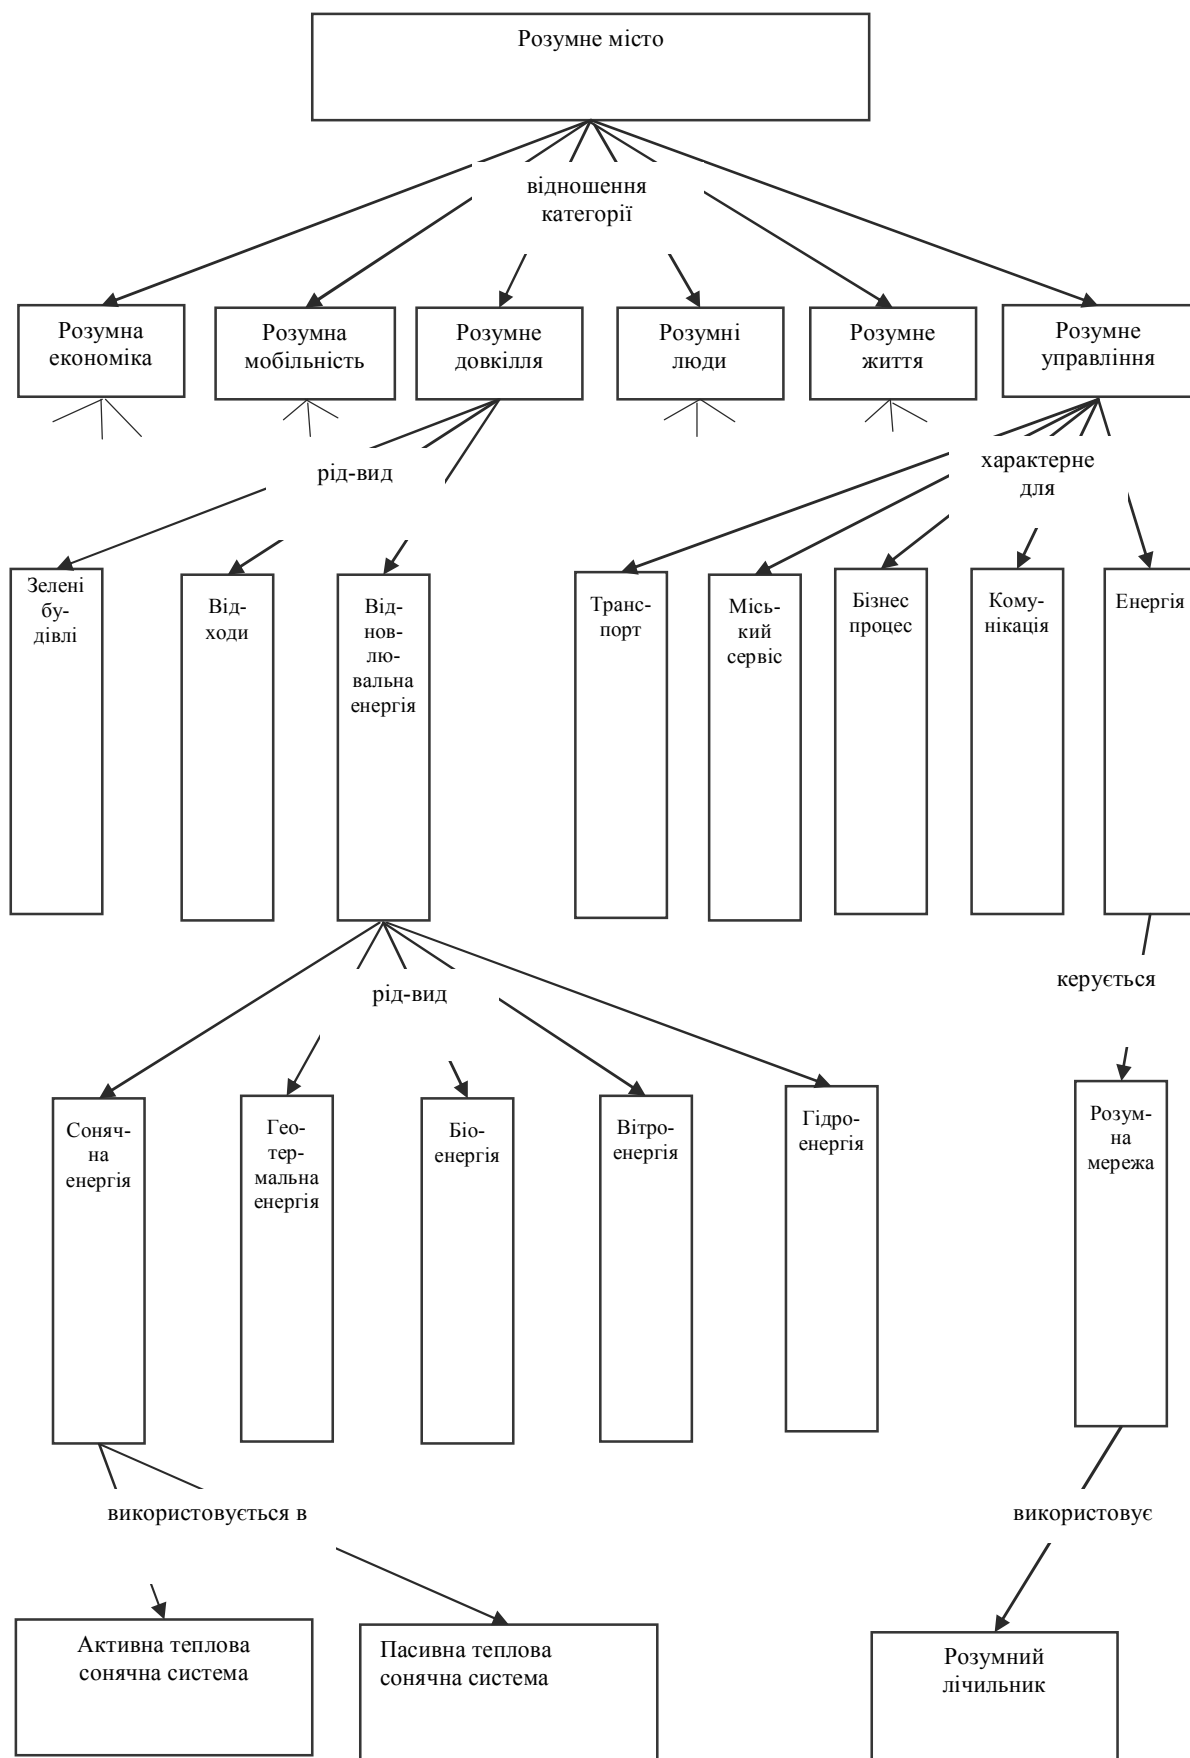 Розумне місто
відношення
категорії
Розумна
економіка
Розумна
мобільність
Розумне
довкілля
Розумні
люди
Розумне
життя
Розумне
управління
рід-вид
характерне
для
Зелені
бу-
дівлі
Від-
ходи
Від-
нов-
лю-
вальна
енергія
Транс-
порт
Місь-
кий
сервіс
Бізнес
процес
Кому-
нікація
Енергія
рід-вид
керується
Соняч-
на
енергія
Гео-
тер-
мальна
енергія
Біо-
енергія
Вітро-
енергія
Гідро-
енергія
Розум-
на
мережа
використовується в
використовує
Активна теплова
сонячна система
Пасивна теплова
сонячна система
Розумний
лічильник